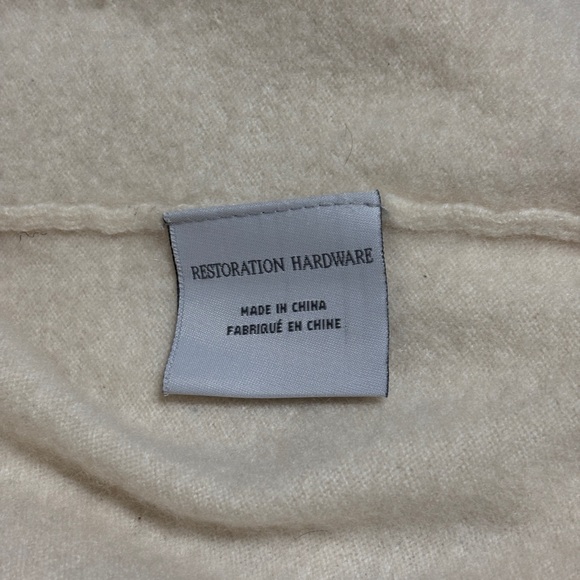 RESTORATION HARDWARE
MADE IN CHINA
FABRIQUÉ EN CHINE